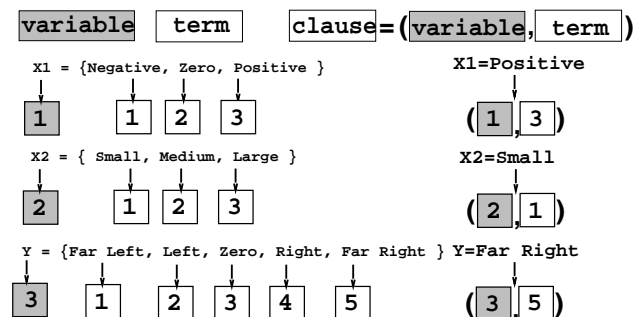 variable term clause=(variable, term)
X1 = {Negative, Zero, Positive } X1=Positive
1 1 2 3 (1,3)
X2 = { Small, Medium, Large } X2=Small
2 1 2 3 (2,1)
Y = {Far Left, Left, Zero, Right, Far Right } Y=Far Right
3 1 2 3 4 5 (3,5)